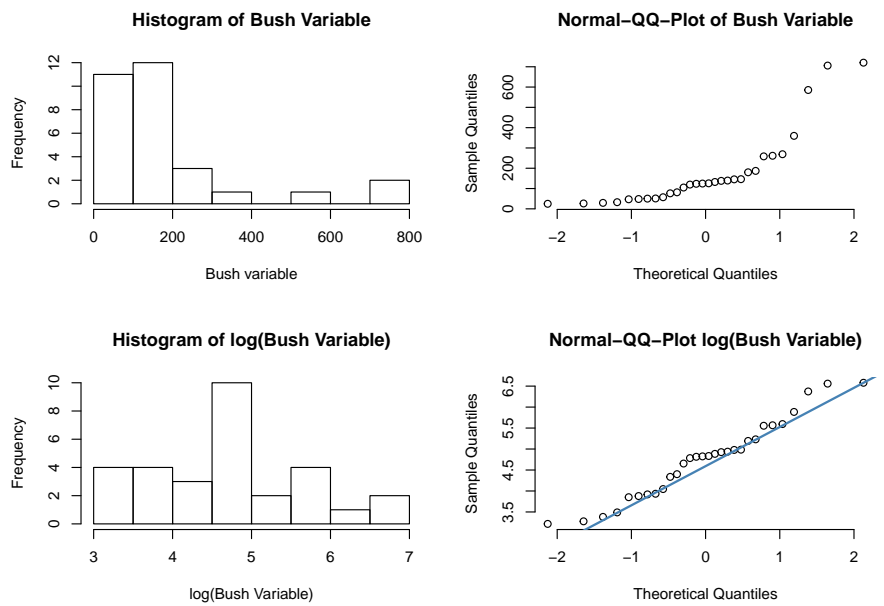 Histogram of Bush Variable
Frequency
0 2 4 6 8 12
0 200 400 600 800
Bush variable
Normal−QQ−Plot of Bush Variable
Sample Quantiles
0 200 400 600
−2 −1 0 1 2
Theoretical Quantiles
Histogram of log(Bush Variable)
Frequency
0 2 4 6 8 10
3 4 5 6 7
log(Bush Variable)
Normal−QQ−Plot log(Bush Variable)
Sample Quantiles
3.5 4.5 5.5 6.5
−2 −1 0 1 2
Theoretical Quantiles